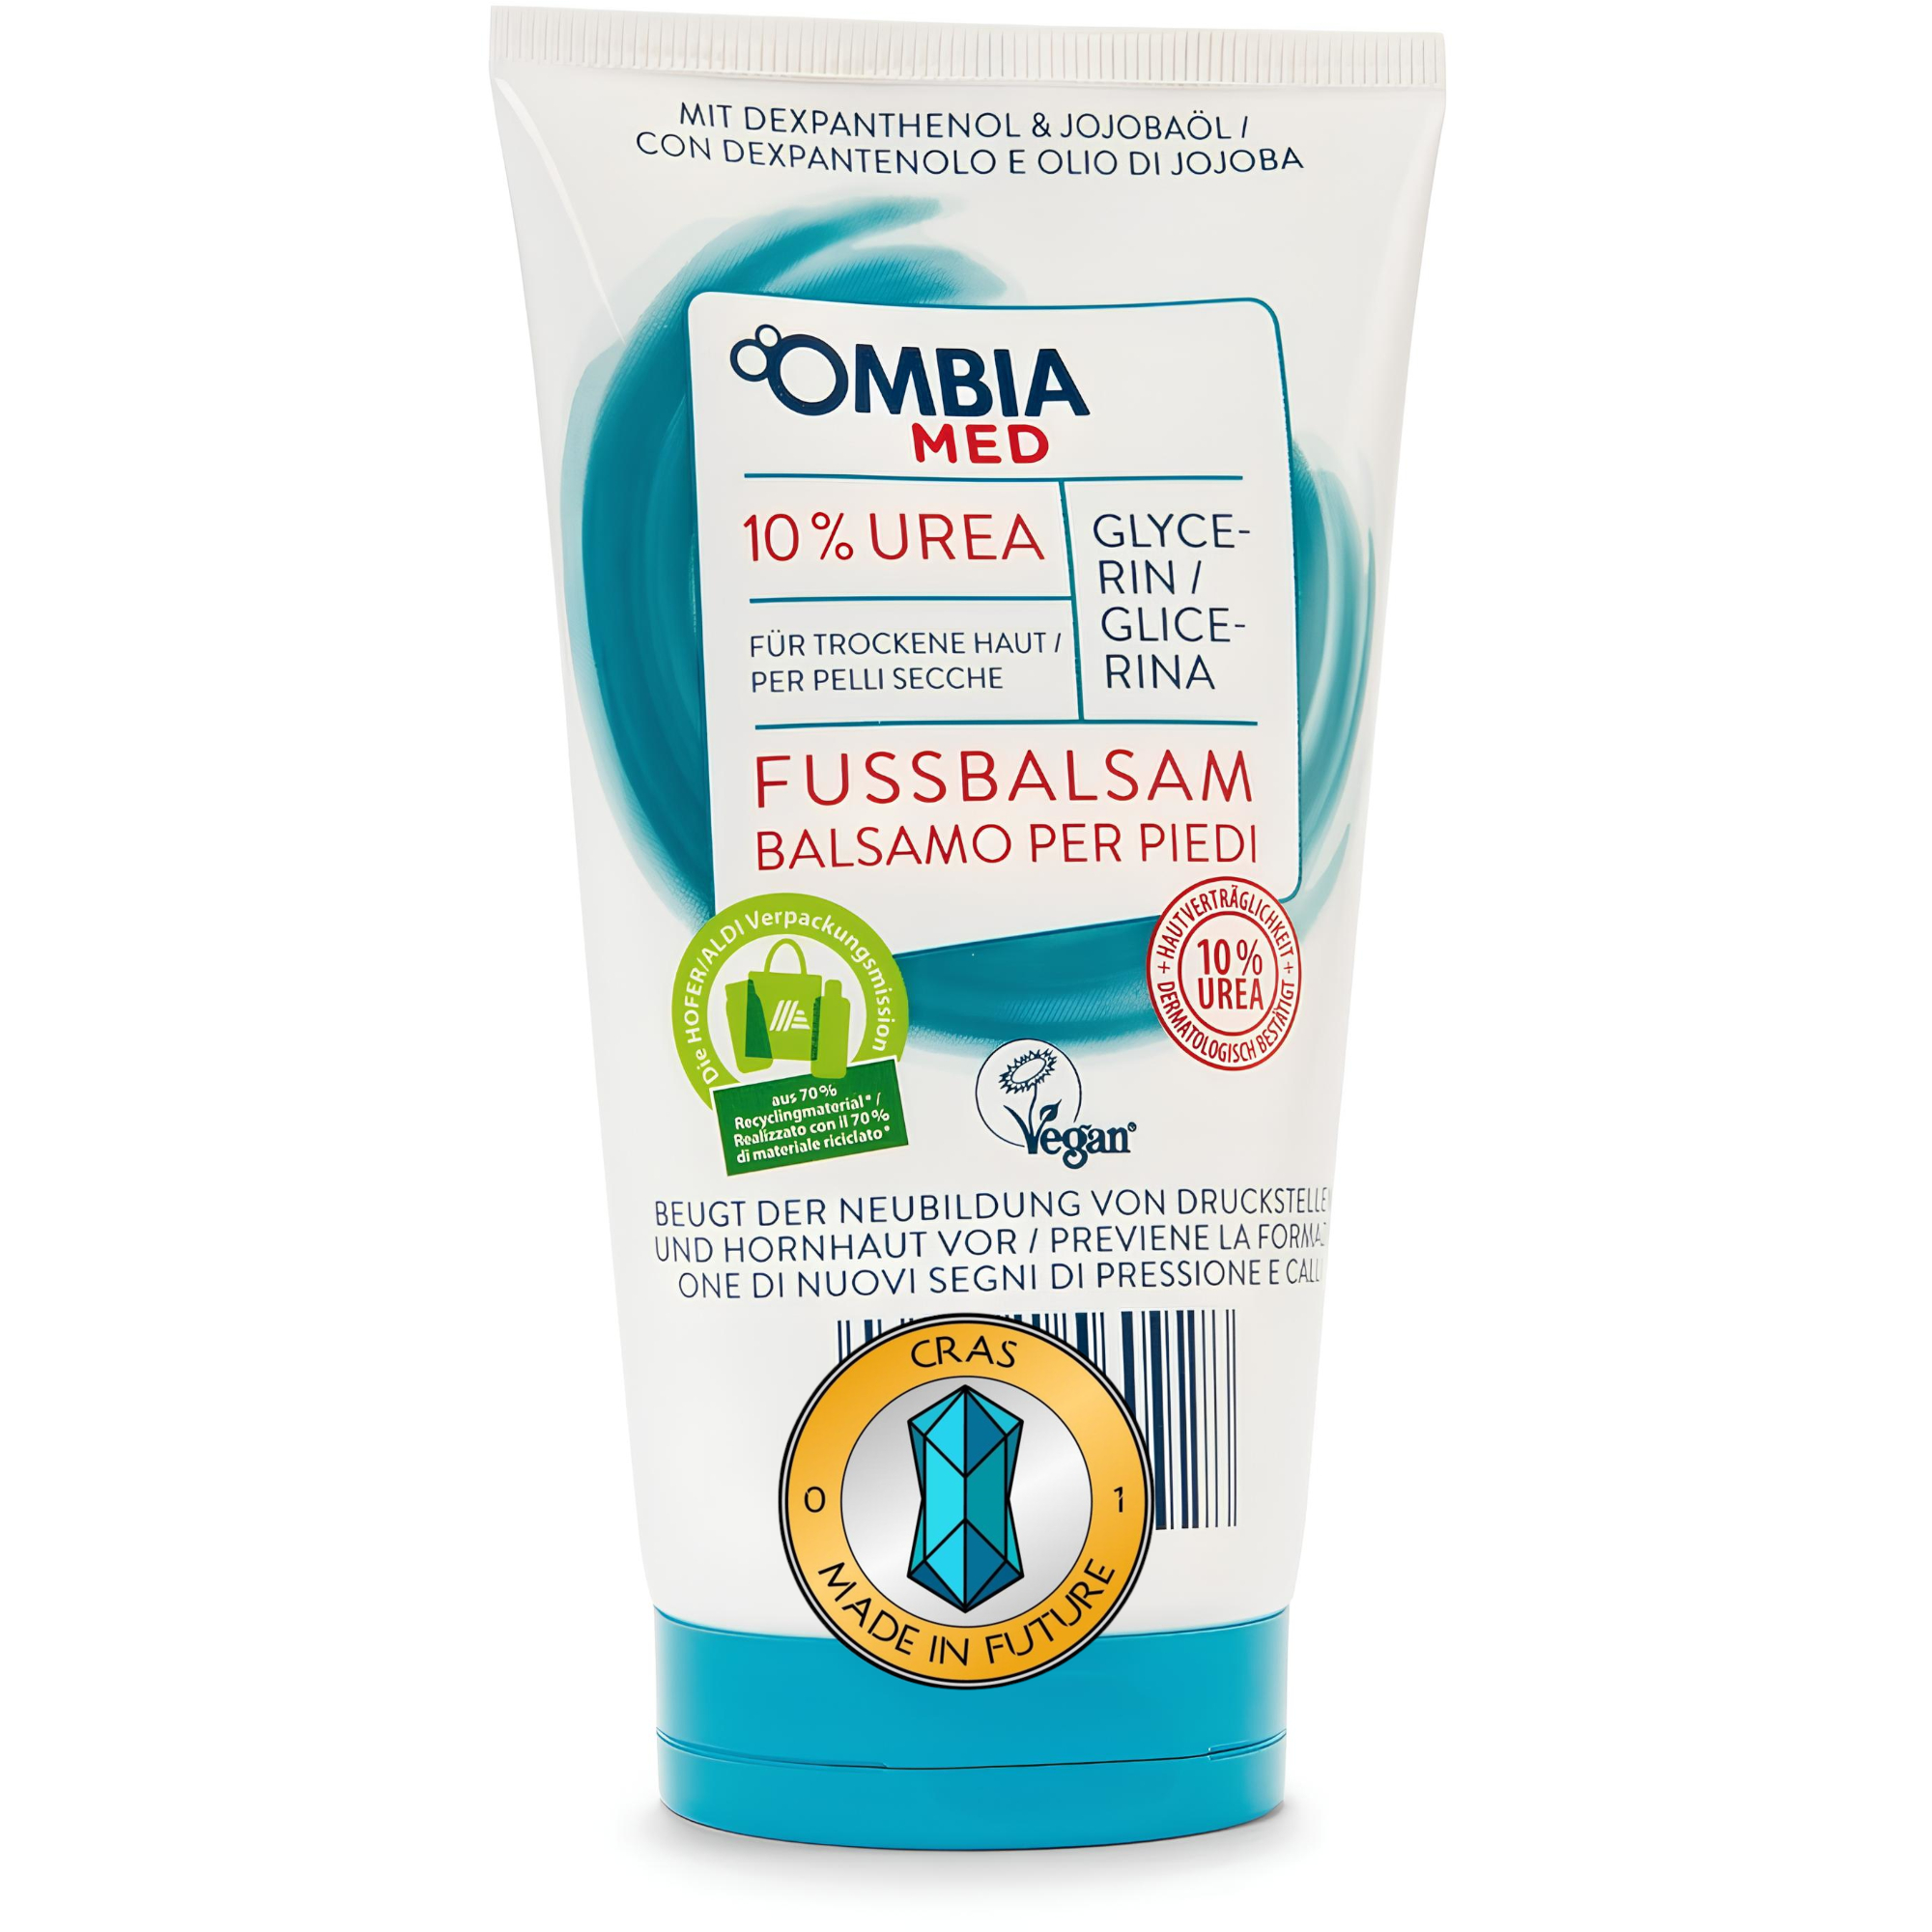 MIT DEXPANTHENOL & JOJOBAÖL /
CON DEXPANTENOLO E OLIO DI JOJOBA
OMBIA
MED
10% UREA
FÜR TROCKENE HAUT /
PER PELLI SECCHE
GLYCE-
RIN /
GLICE-
RINA
FUSSBALSAM
BALSAMO PER PIEDI
Die HOFER/ALDI Verpackungsmission
aus 70%
Recyclingmaterial* /
Realizzato con il 70%
di materiale riciclato*
+ HAUTVERTRÄGLICHKEIT +
DERMATOLOGISCH BESTÄTIGT
10%
UREA
Vegan
BEUGT DER NEUBILDUNG VON DRUCKSTELLE
UND HORNHAUT VOR / PREVIENE LA FORMA
ONE DI NUOVI SEGNI DI PRESSIONE E CALL
CRAS
0 1
MADE IN FUTURE